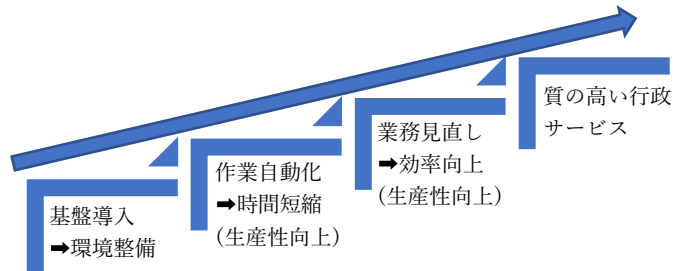 基盤導入
➡環境整備
作業自動化
➡時間短縮
(生産性向上)
業務見直し
➡効率向上
(生産性向上)
質の高い行政
サービス